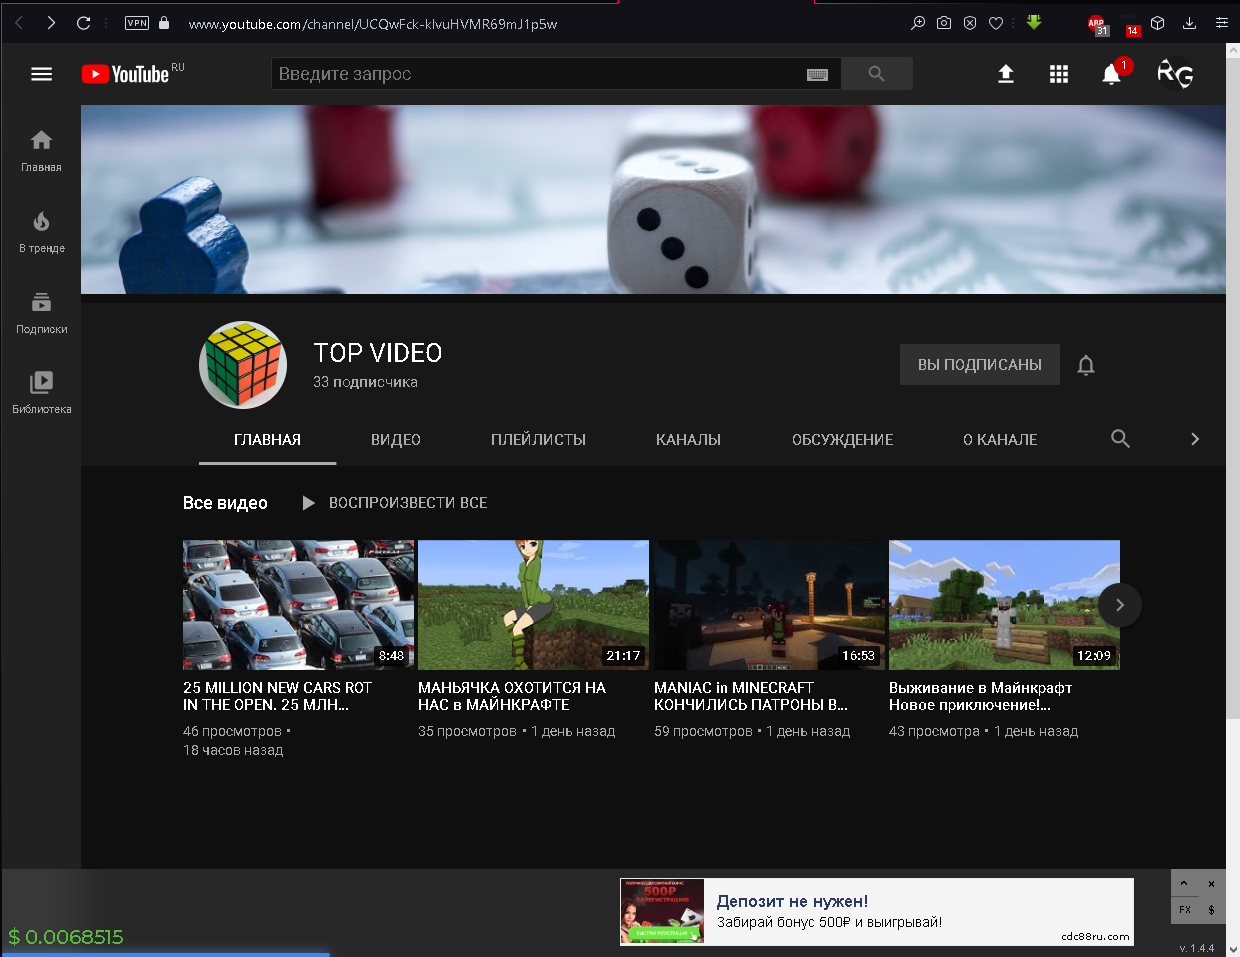 VPN
www.youtube.com/channel/UCQwFck-klvuHVMR69mJ1p5w
ABP
31
14
YouTube RU
Введите запрос
1
RG
Главная
В тренде
Подписки
Библиотека
TOP VIDEO
33 подписчика
ВЫ ПОДПИСАНЫ
ГЛАВНАЯ
ВИДЕО
ПЛЕЙЛИСТЫ
КАНАЛЫ
ОБСУЖДЕНИЕ
О КАНАЛЕ
Все видео
ВОСПРОИЗВЕСТИ ВСЕ
8:48
21:17
16:53
12:09
25 MILLION NEW CARS ROT
IN THE OPEN. 25 МЛН...
46 просмотров •
18 часов назад
МАНЬЯЧКА ОХОТИТСЯ НА
НАС в МАЙНКРАФТЕ
35 просмотров • 1 день назад
MANIAC in MINECRAFT
КОНЧИЛИСЬ ПАТРОНЫ В...
59 просмотров • 1 день назад
Выживание в Майнкрафт
Новое приключение!...
43 просмотра • 1 день назад
500₽
ЗА РЕГИСТРАЦИЮ
БЫСТРАЯ РЕГИСТРАЦИЯ
Депозит не нужен!
Забирай бонус 500₽ и выигрывай!
cdc88ru.com
FX
$
$ 0.0068515
v. 1.4.4